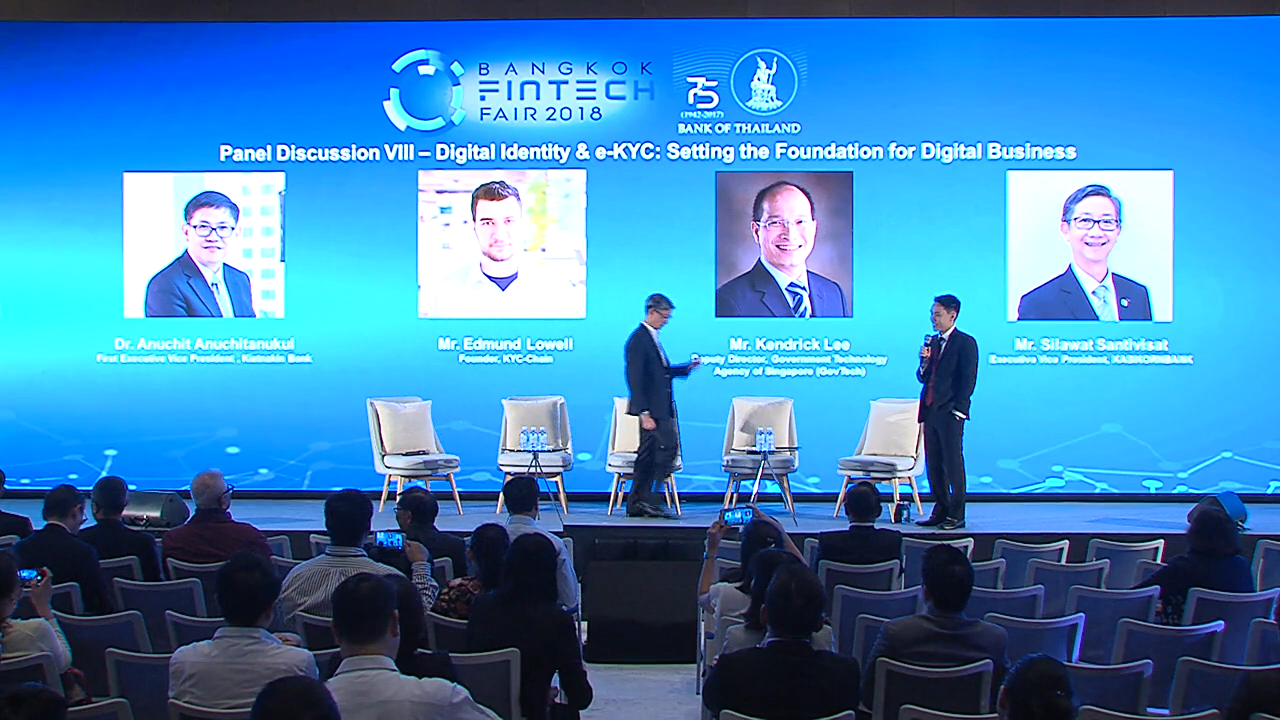 BANGKOK
FINTECH
FAIR 2018
75
(1942-2017)
BANK OF THAILAND
Panel Discussion VIII – Digital Identity & e-KYC: Setting the Foundation for Digital Business
Dr. Anuchit Anuchitanukul
First Executive Vice President, Kiatnakin Bank
Mr. Edmund Lowell
Founder, KYC-Chain
Mr. Kendrick Lee
Deputy Director, Government Technology
Agency of Singapore (GovTech)
Mr. Silawat Santivisat
Executive Vice President, KASIKORNBANK